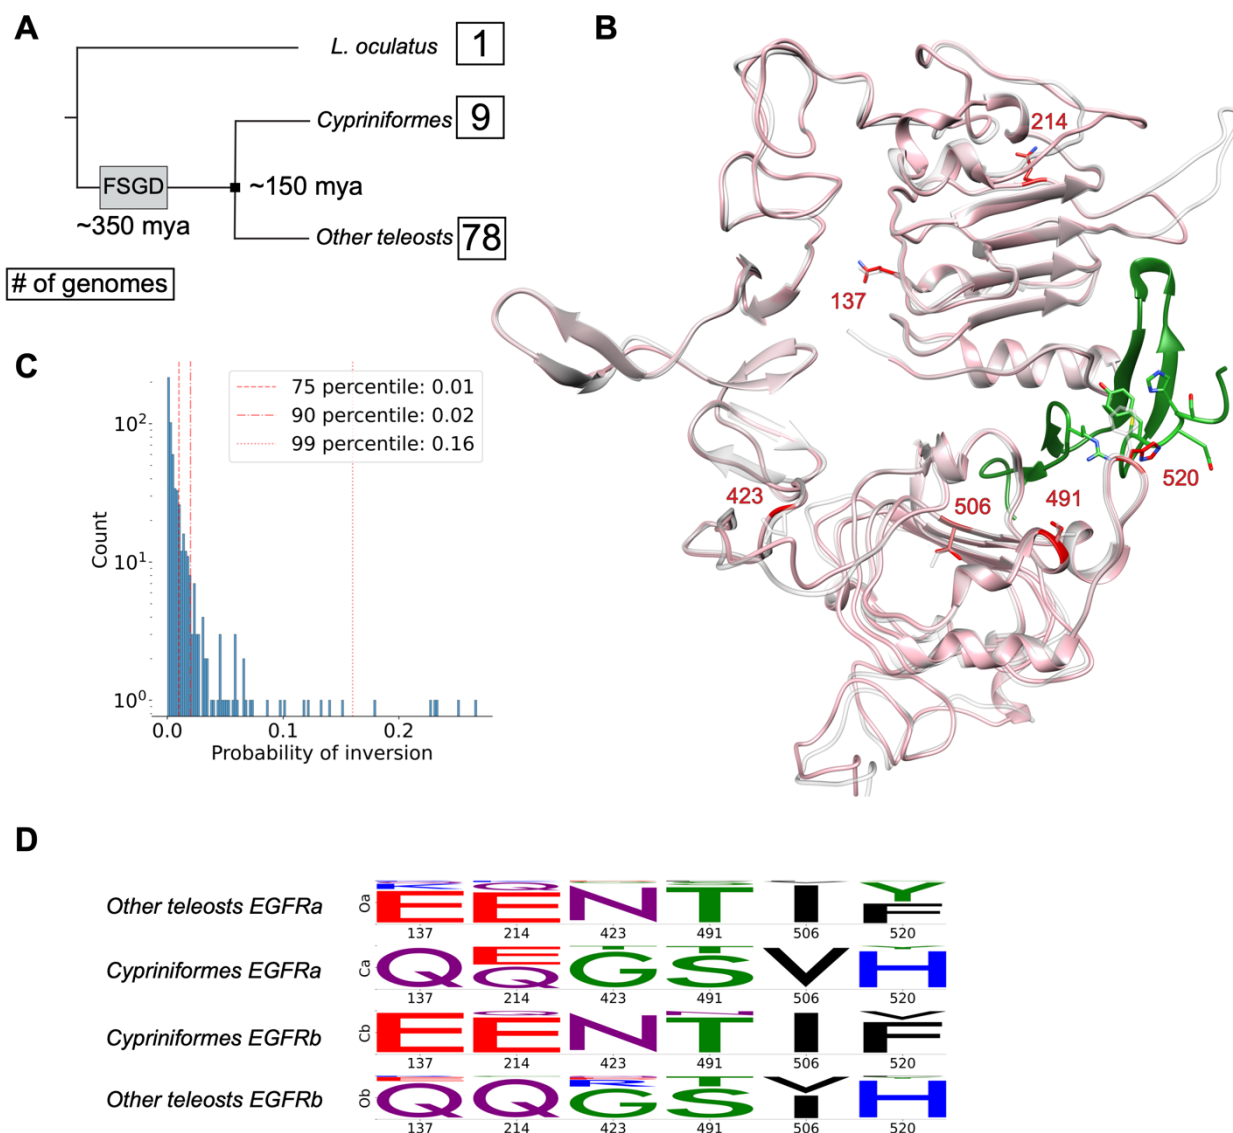 A
L. oculatus 1
Cypriniformes 9
FSGD
~150 mya
~350 mya
Other teleosts 78
# of genomes
B
214
137
423
506
491
520
C
75 percentile: 0.01
90 percentile: 0.02
99 percentile: 0.16
10²
10¹
10⁰
Count
0.0 0.1 0.2
Probability of inversion
D
Other teleosts EGFRa Oa E E N T I F Y
137 214 423 491 506 520
Cypriniformes EGFRa Ca Q E Q G S V H
137 214 423 491 506 520
Cypriniformes EGFRb Cb E E N T I F
137 214 423 491 506 520
Other teleosts EGFRb Ob Q Q G S V I H
137 214 423 491 506 520